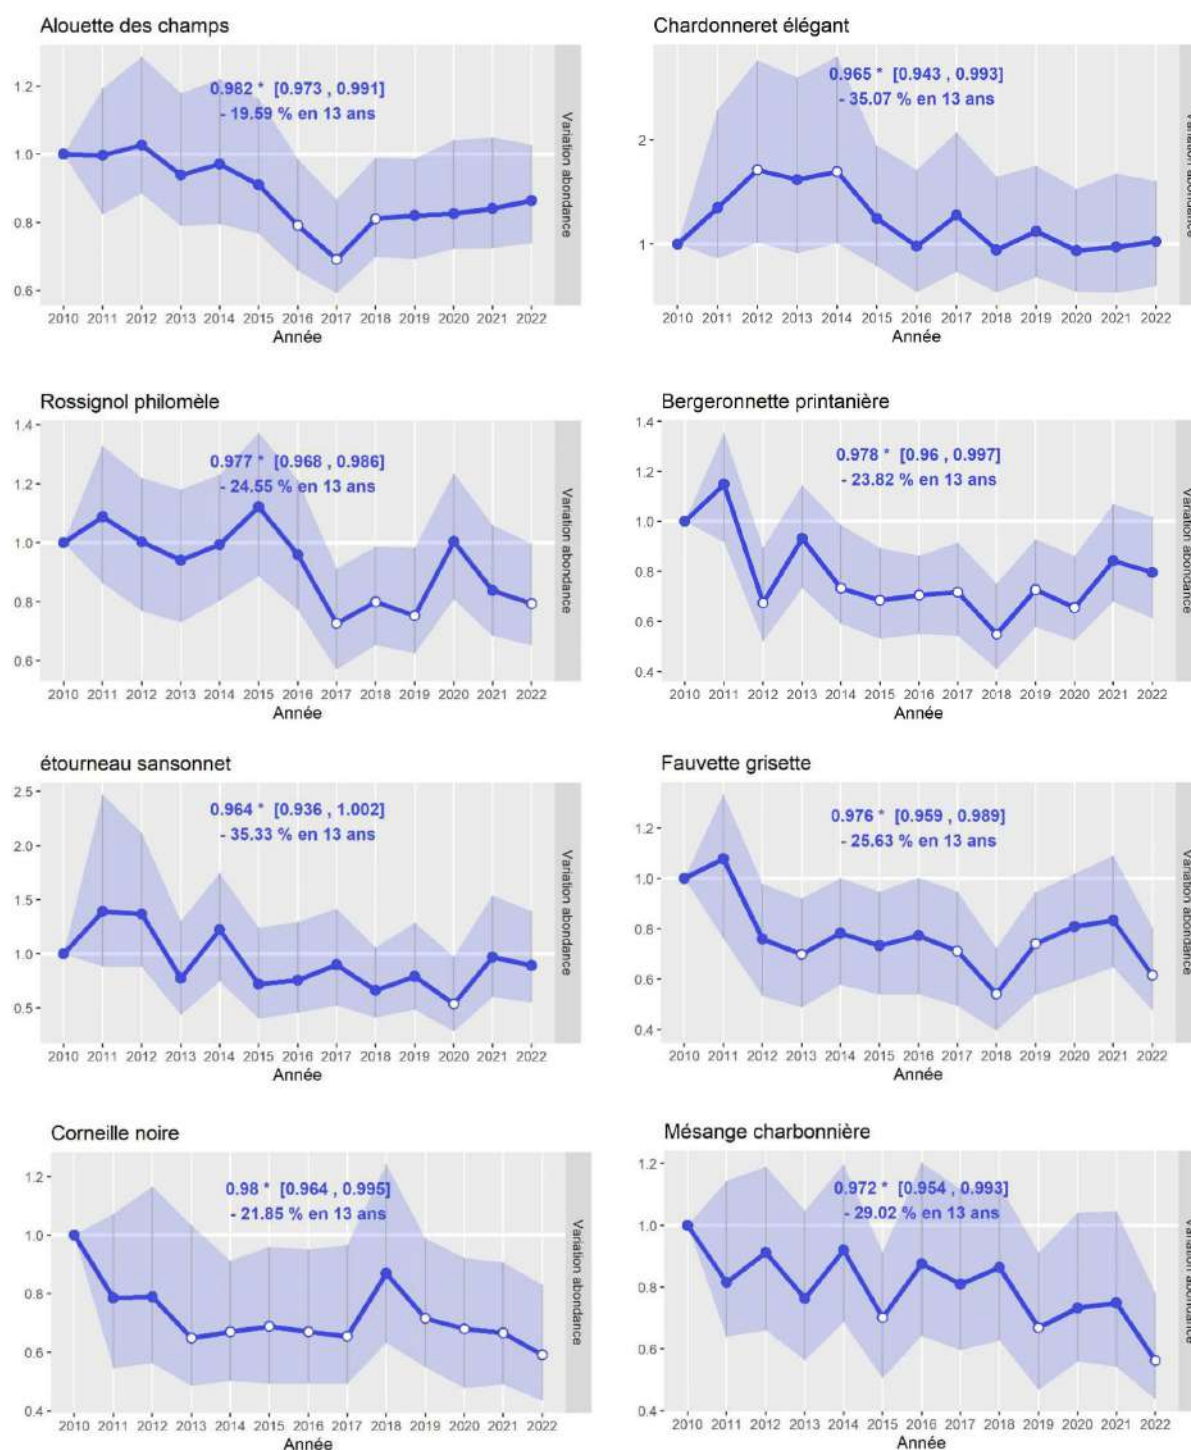 Alouette des champs
0.982 * [0.973 , 0.991]
- 19.59 % en 13 ans
1.2
1.0
0.8
0.6
Variation abondance
2010 2011 2012 2013 2014 2015 2016 2017 2018 2019 2020 2021 2022
Année
Chardonneret élégant
0.965 * [0.943 , 0.993]
- 35.07 % en 13 ans
2
1
Variation abondance
2010 2011 2012 2013 2014 2015 2016 2017 2018 2019 2020 2021 2022
Année
Rossignol philomèle
0.977 * [0.968 , 0.986]
- 24.55 % en 13 ans
1.4
1.2
1.0
0.8
0.6
Variation abondance
2010 2011 2012 2013 2014 2015 2016 2017 2018 2019 2020 2021 2022
Année
Bergeronnette printanière
0.978 * [0.96 , 0.997]
- 23.82 % en 13 ans
1.4
1.2
1.0
0.8
0.6
0.4
Variation abondance
2010 2011 2012 2013 2014 2015 2016 2017 2018 2019 2020 2021 2022
Année
étourneau sansonnet
0.964 * [0.936 , 1.002]
- 35.33 % en 13 ans
2.5
2.0
1.5
1.0
0.5
Variation abondance
2010 2011 2012 2013 2014 2015 2016 2017 2018 2019 2020 2021 2022
Année
Fauvette grisette
0.976 * [0.959 , 0.989]
- 25.63 % en 13 ans
1.2
1.0
0.8
0.6
0.4
Variation abondance
2010 2011 2012 2013 2014 2015 2016 2017 2018 2019 2020 2021 2022
Année
Corneille noire
0.98 * [0.964 , 0.995]
- 21.85 % en 13 ans
1.2
1.0
0.8
0.6
0.4
Variation abondance
2010 2011 2012 2013 2014 2015 2016 2017 2018 2019 2020 2021 2022
Année
Mésange charbonnière
0.972 * [0.954 , 0.993]
- 29.02 % en 13 ans
1.2
1.0
0.8
0.6
0.4
Variation abondance
2010 2011 2012 2013 2014 2015 2016 2017 2018 2019 2020 2021 2022
Année